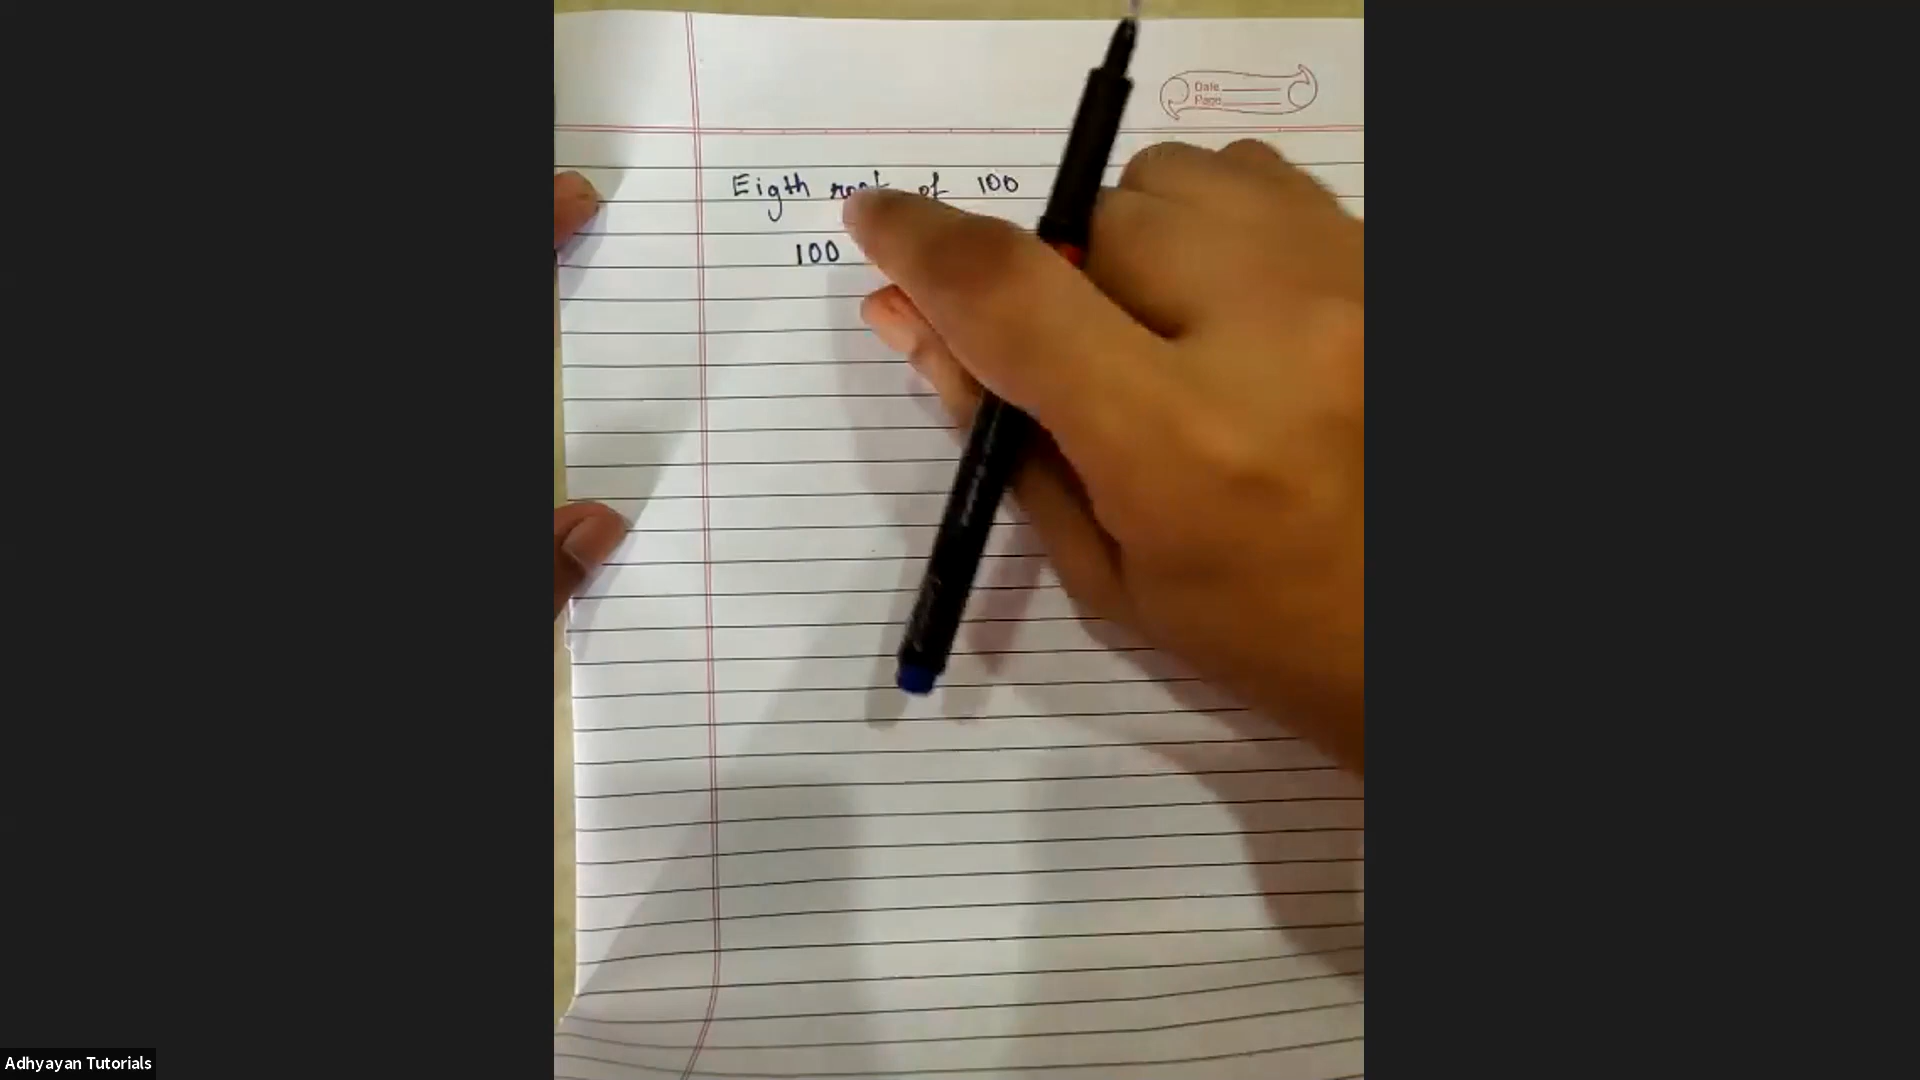 Date
Page
Eigth root of 100
100
Adhyayan Tutorials